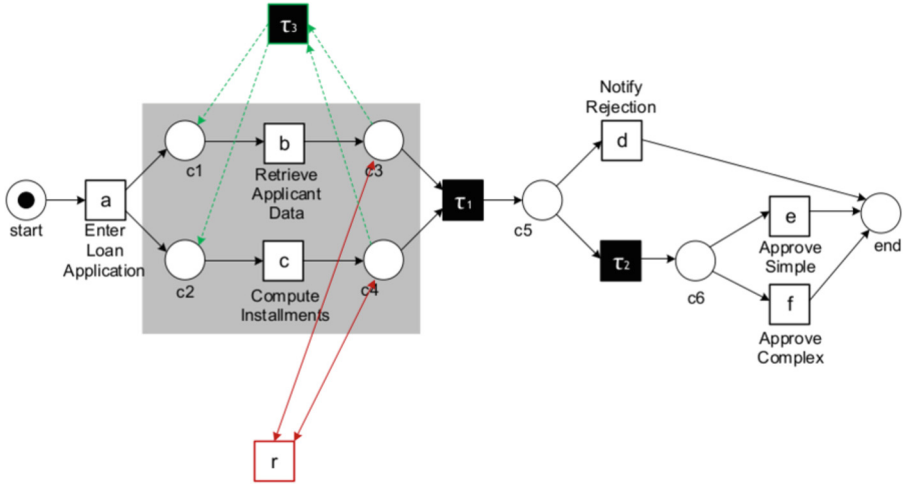 τ₃
Notify
Rejection
d
b
c1
c3
Retrieve
Applicant
Data
a
start
Enter
Loan
Application
τ₁
c5
e
Approve
Simple
end
τ₂
c6
c
c2
c4
Compute
Installments
f
Approve
Complex
r